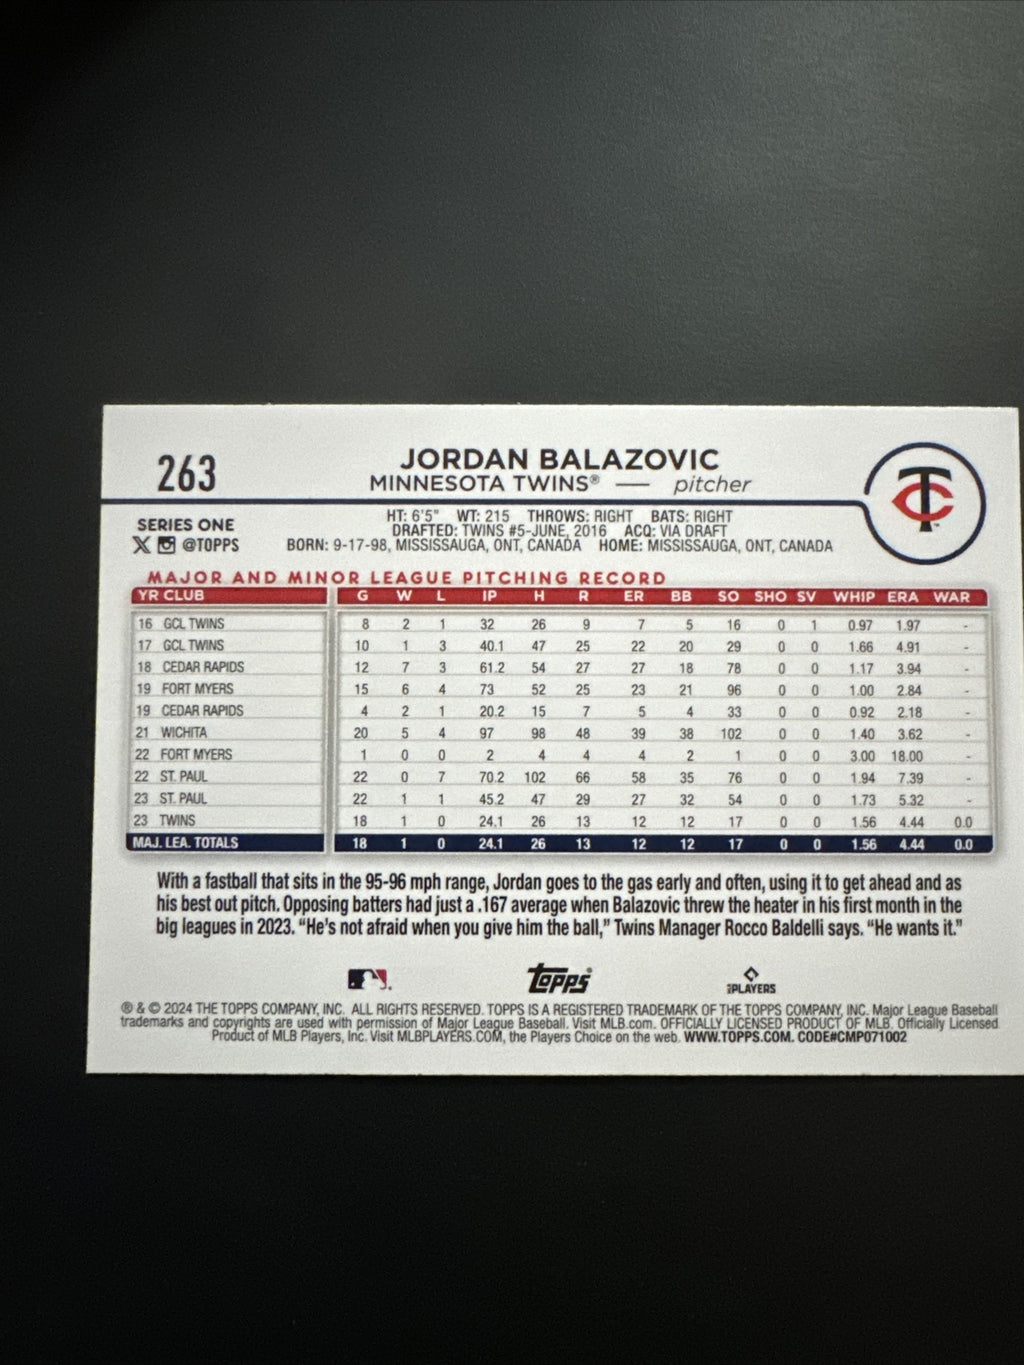 263
JORDAN BALAZOVIC
MINNESOTA TWINS® — pitcher
TC
SERIES ONE
@TOPPS
HT: 6'5" WT: 215 THROWS: RIGHT BATS: RIGHT
DRAFTED: TWINS #5-JUNE, 2016 ACQ: VIA DRAFT
BORN: 9-17-98, MISSISSAUGA, ONT, CANADA HOME: MISSISSAUGA, ONT, CANADA
MAJOR AND MINOR LEAGUE PITCHING RECORD
YR CLUB G W L IP H R ER BB SO SHO SV WHIP ERA WAR
16 GCL TWINS 8 2 1 32 26 9 7 5 16 0 1 0.97 1.97 -
17 GCL TWINS 10 1 3 40.1 47 25 22 20 29 0 0 1.66 4.91 -
18 CEDAR RAPIDS 12 7 3 61.2 54 27 27 18 78 0 0 1.17 3.94 -
19 FORT MYERS 15 6 4 73 52 25 23 21 96 0 0 1.00 2.84 -
19 CEDAR RAPIDS 4 2 1 20.2 15 7 5 4 33 0 0 0.92 2.18 -
21 WICHITA 20 5 4 97 98 48 39 38 102 0 0 1.40 3.62 -
22 FORT MYERS 1 0 0 2 4 4 4 2 1 0 0 3.00 18.00 -
22 ST. PAUL 22 0 7 70.2 102 66 58 35 76 0 0 1.94 7.39 -
23 ST. PAUL 22 1 1 45.2 47 29 27 32 54 0 0 1.73 5.32 -
23 TWINS 18 1 0 24.1 26 13 12 12 17 0 0 1.56 4.44 0.0
MAJ. LEA. TOTALS 18 1 0 24.1 26 13 12 12 17 0 0 1.56 4.44 0.0
With a fastball that sits in the 95-96 mph range, Jordan goes to the gas early and often, using it to get ahead and as
his best out pitch. Opposing batters had just a .167 average when Balazovic threw the heater in his first month in the
big leagues in 2023. "He's not afraid when you give him the ball," Twins Manager Rocco Baldelli says. "He wants it."
Topps®
MLBPLAYERS
® & © 2024 THE TOPPS COMPANY, INC. ALL RIGHTS RESERVED. TOPPS IS A REGISTERED TRADEMARK OF THE TOPPS COMPANY, INC. Major League Baseball
trademarks and copyrights are used with permission of Major League Baseball. Visit MLB.com. OFFICIALLY LICENSED PRODUCT OF MLB. Officially Licensed
Product of MLB Players, Inc. Visit MLBPLAYERS.COM, the Players Choice on the web. WWW.TOPPS.COM. CODE#CMP071002